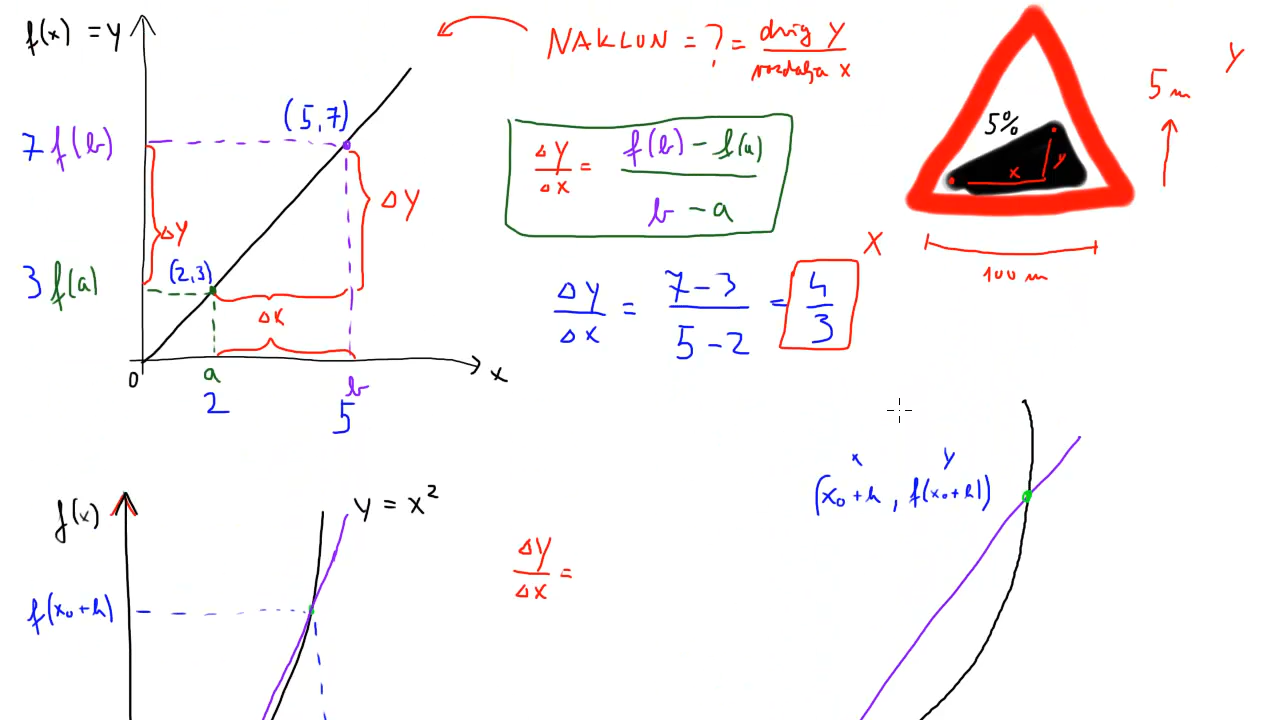 f(x) = y
NAKLON = ? = dvig y / razdalja x
5 m
y
5%
x
y
x
100 m
7 f(b)
(5,7)
Δy
Δy
Δy/Δx = f(b) - f(a) / b - a
3 f(a)
(2,3)
Δx
Δy/Δx = 7-3 / 5-2 = 4/3
0
a
b
x
2
5
f(x)
y = x²
x
y
(x₀+h , f(x₀+h))
Δy/Δx =
f(x₀+h)